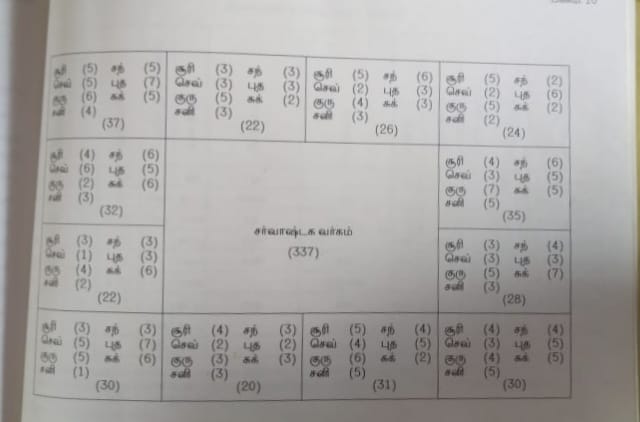 சூரி (5) சந் (5)
செவ் (5) புத (7)
குரு (6) சுக் (5)
சனி (4)
(37)
சூரி (3) சந் (3)
செவ் (3) புத (3)
குரு (5) சுக் (2)
சனி (3)
(22)
சூரி (5) சந் (6)
செவ் (2) புத (3)
குரு (4) சுக் (3)
சனி (3)
(26)
சூரி (5) சந் (2)
செவ் (2) புத (6)
குரு (5) சுக் (2)
சனி (2)
(24)
சூரி (4) சந் (6)
செவ் (6) புத (5)
குரு (2) சுக் (6)
சனி (3)
(32)
சர்வாஷ்டக வர்கம்
(337)
சூரி (4) சந் (6)
செவ் (3) புத (5)
குரு (7) சுக் (5)
சனி (5)
(35)
சூரி (3) சந் (3)
செவ் (1) புத (3)
குரு (4) சுக் (6)
சனி (2)
(22)
சூரி (3) சந் (4)
செவ் (3) புத (3)
குரு (5) சுக் (7)
சனி (3)
(28)
சூரி (3) சந் (3)
செவ் (5) புத (7)
குரு (5) சுக் (6)
சனி (1)
(30)
சூரி (4) சந் (3)
செவ் (2) புத (2)
குரு (3) சுக் (3)
சனி (3)
(20)
சூரி (5) சந் (4)
செவ் (4) புத (5)
குரு (6) சுக் (2)
சனி (5)
(31)
சூரி (4) சந் (4)
செவ் (3) புத (5)
குரு (4) சுக் (5)
சனி (5)
(30)